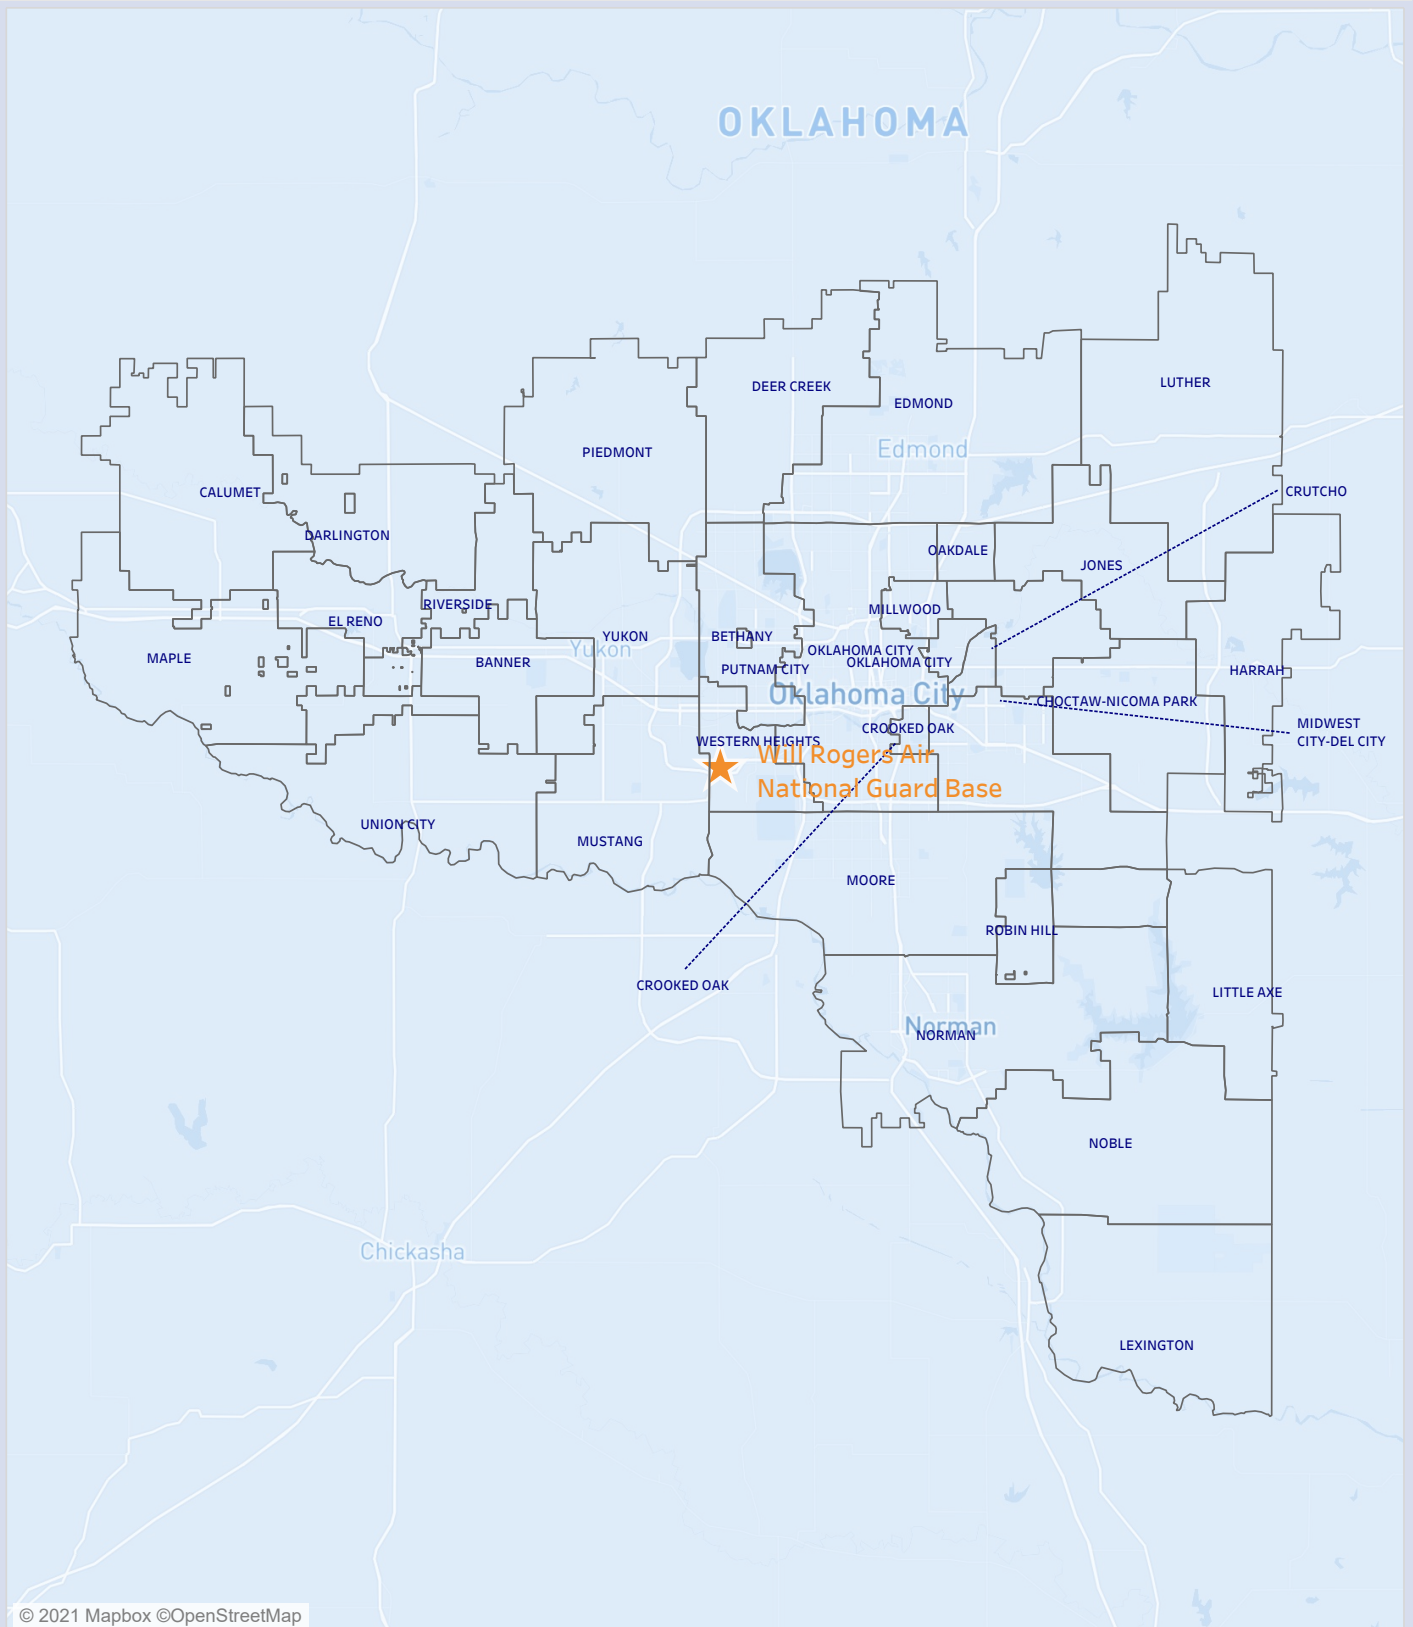 OKLAHOMA
LUTHER
DEER CREEK
EDMOND
Edmond
PIEDMONT
CALUMET
CRUTCHO
DARLINGTON
OAKDALE
JONES
RIVERSIDE
MILLWOOD
EL RENO
YUKON
Yukon
BETHANY
OKLAHOMA CITY
OKLAHOMA CITY
MAPLE
BANNER
PUTNAM CITY
HARRAH
Oklahoma City
CHOCTAW-NICOMA PARK
MIDWEST
CITY-DEL CITY
CROOKED OAK
WESTERN HEIGHTS
Will Rogers Air
National Guard Base
UNION CITY
MUSTANG
MOORE
ROBIN HILL
CROOKED OAK
LITTLE AXE
Norman
NORMAN
NOBLE
Chickasha
LEXINGTON
© 2021 Mapbox ©OpenStreetMap